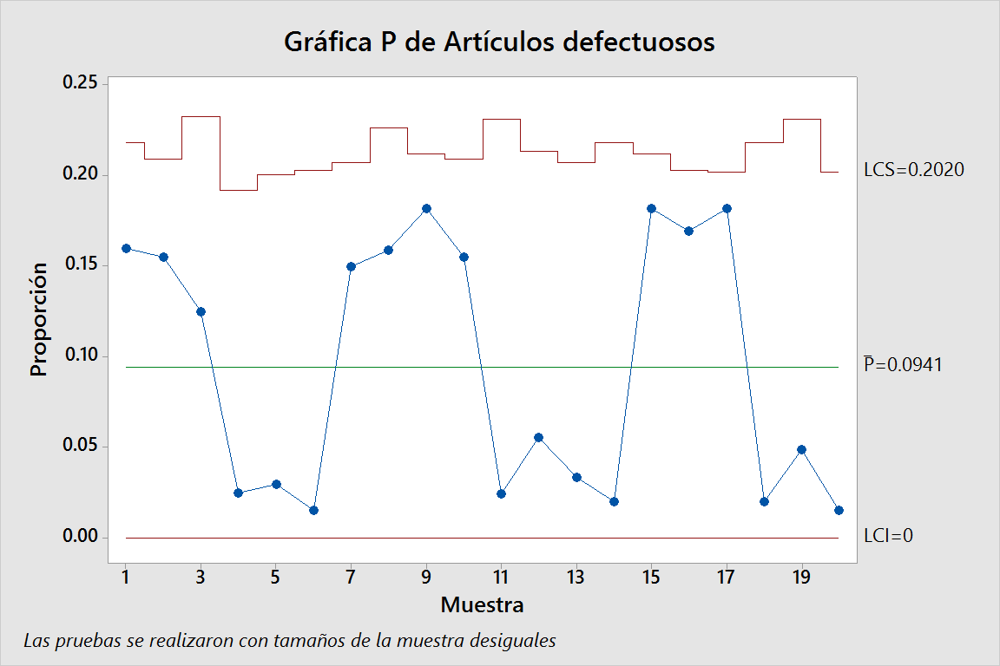 Gráfica P de Artículos defectuosos
0.25
0.20
0.15
0.10
0.05
0.00
Proporción
LCS=0.2020
P̅=0.0941
LCI=0
1 3 5 7 9 11 13 15 17 19
Muestra
Las pruebas se realizaron con tamaños de la muestra desiguales